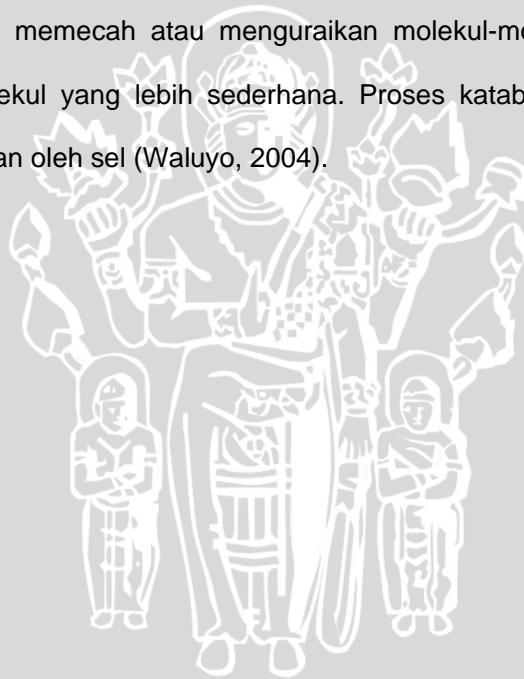 memecah atau menguraikan molekul-mo
ekul yang lebih sederhana. Proses katab
an oleh sel (Waluyo, 2004).